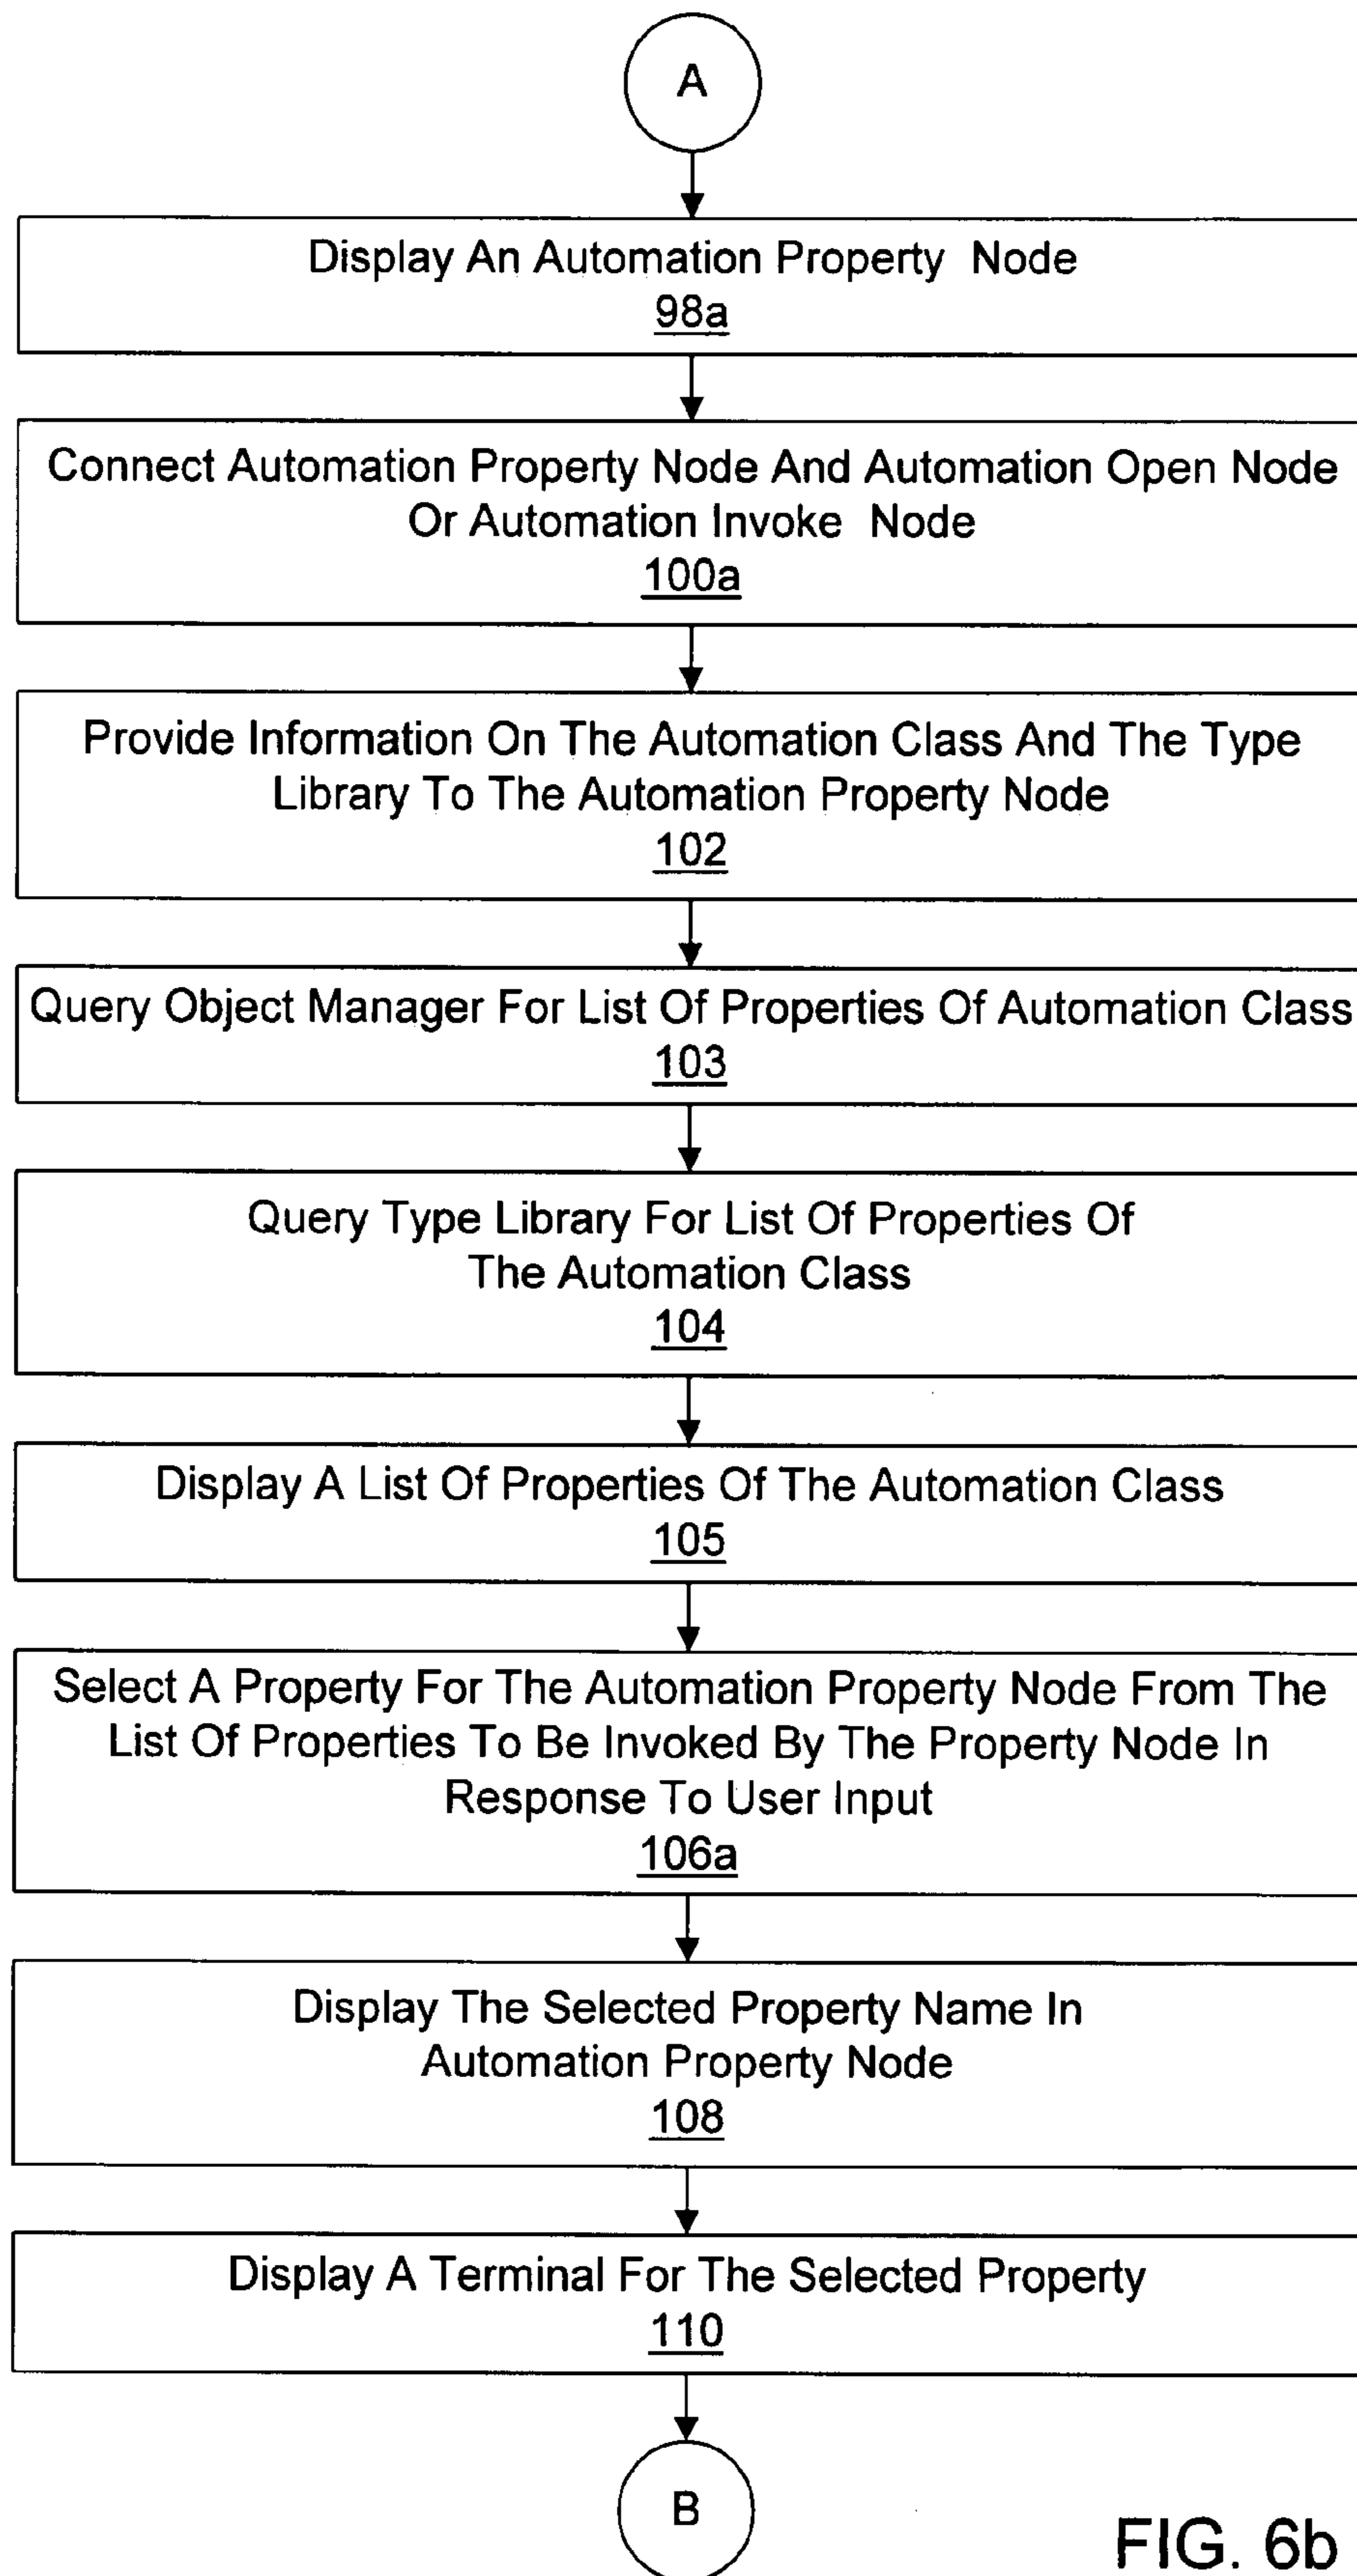 A
Display An Automation Property Node
98a
Connect Automation Property Node And Automation Open Node
Or Automation Invoke Node
100a
Provide Information On The Automation Class And The Type
Library To The Automation Property Node
102
Query Object Manager For List Of Properties Of Automation Class
103
Query Type Library For List Of Properties Of
The Automation Class
104
Display A List Of Properties Of The Automation Class
105
Select A Property For The Automation Property Node From The
List Of Properties To Be Invoked By The Property Node In
Response To User Input
106a
Display The Selected Property Name In
Automation Property Node
108
Display A Terminal For The Selected Property
110
B
FIG. 6b